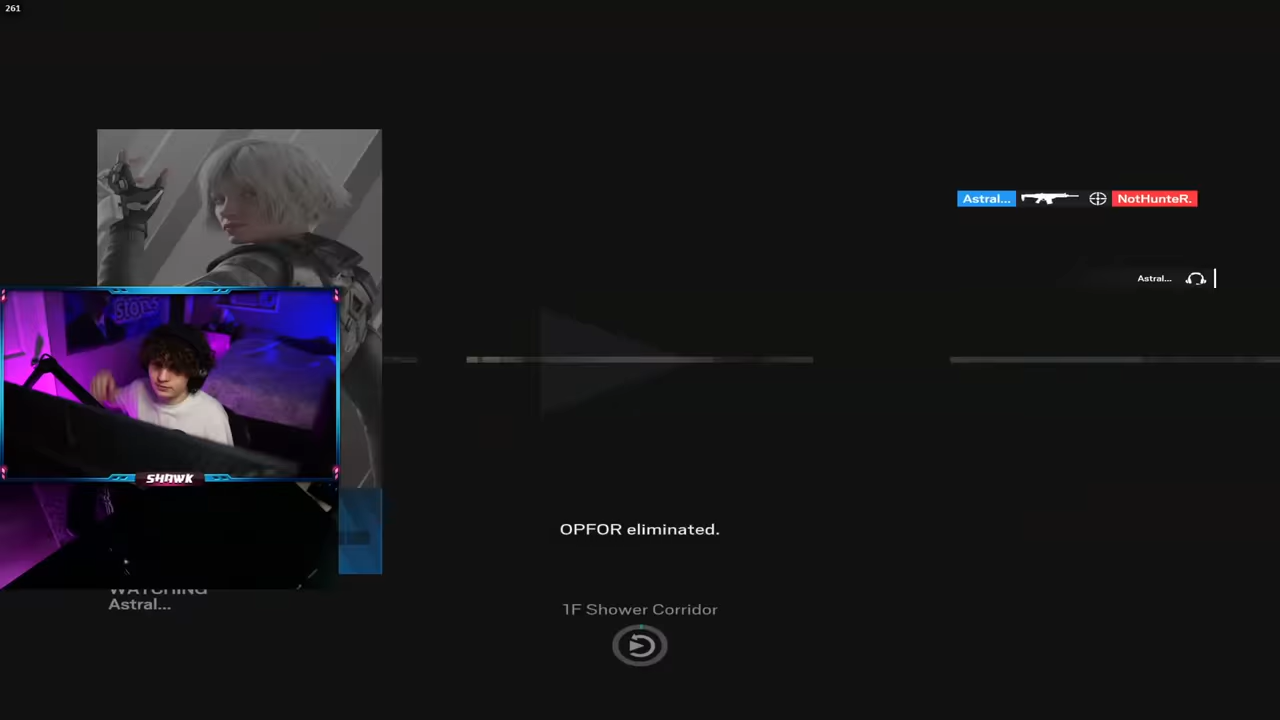 261
Astral... NotHunteR.
Astral...
SHAWK
OPFOR eliminated.
WATCHING
Astral...
1F Shower Corridor